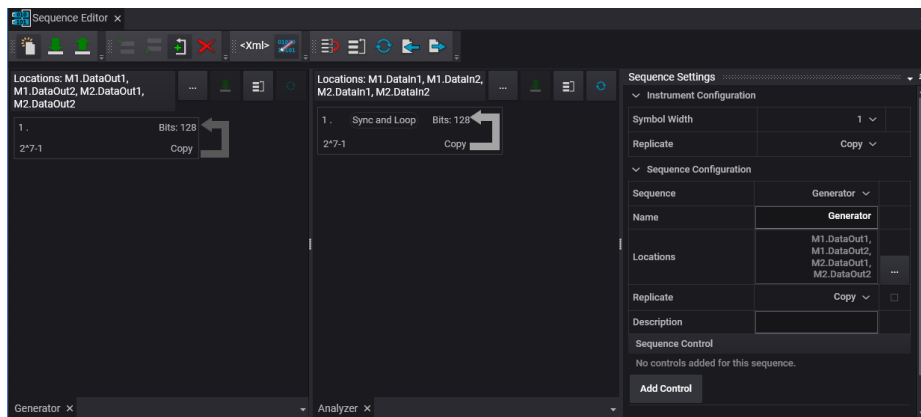 Sequence Editor ×
<Xml>
Locations: M1.DataOut1,
M1.DataOut2, M2.DataOut1,
M2.DataOut2
...
1 . Bits: 128
2^7-1 Copy
Generator ×
Locations: M1.DataIn1, M1.DataIn2,
M2.DataIn1, M2.DataIn2
...
1 . Sync and Loop Bits: 128
2^7-1 Copy
Analyzer ×
Sequence Settings
Instrument Configuration
Symbol Width 1
Replicate Copy
Sequence Configuration
Sequence Generator
Name Generator
Locations M1.DataOut1,
M1.DataOut2,
M2.DataOut1,
M2.DataOut2
...
Replicate Copy
Description
Sequence Control
No controls added for this sequence.
Add Control